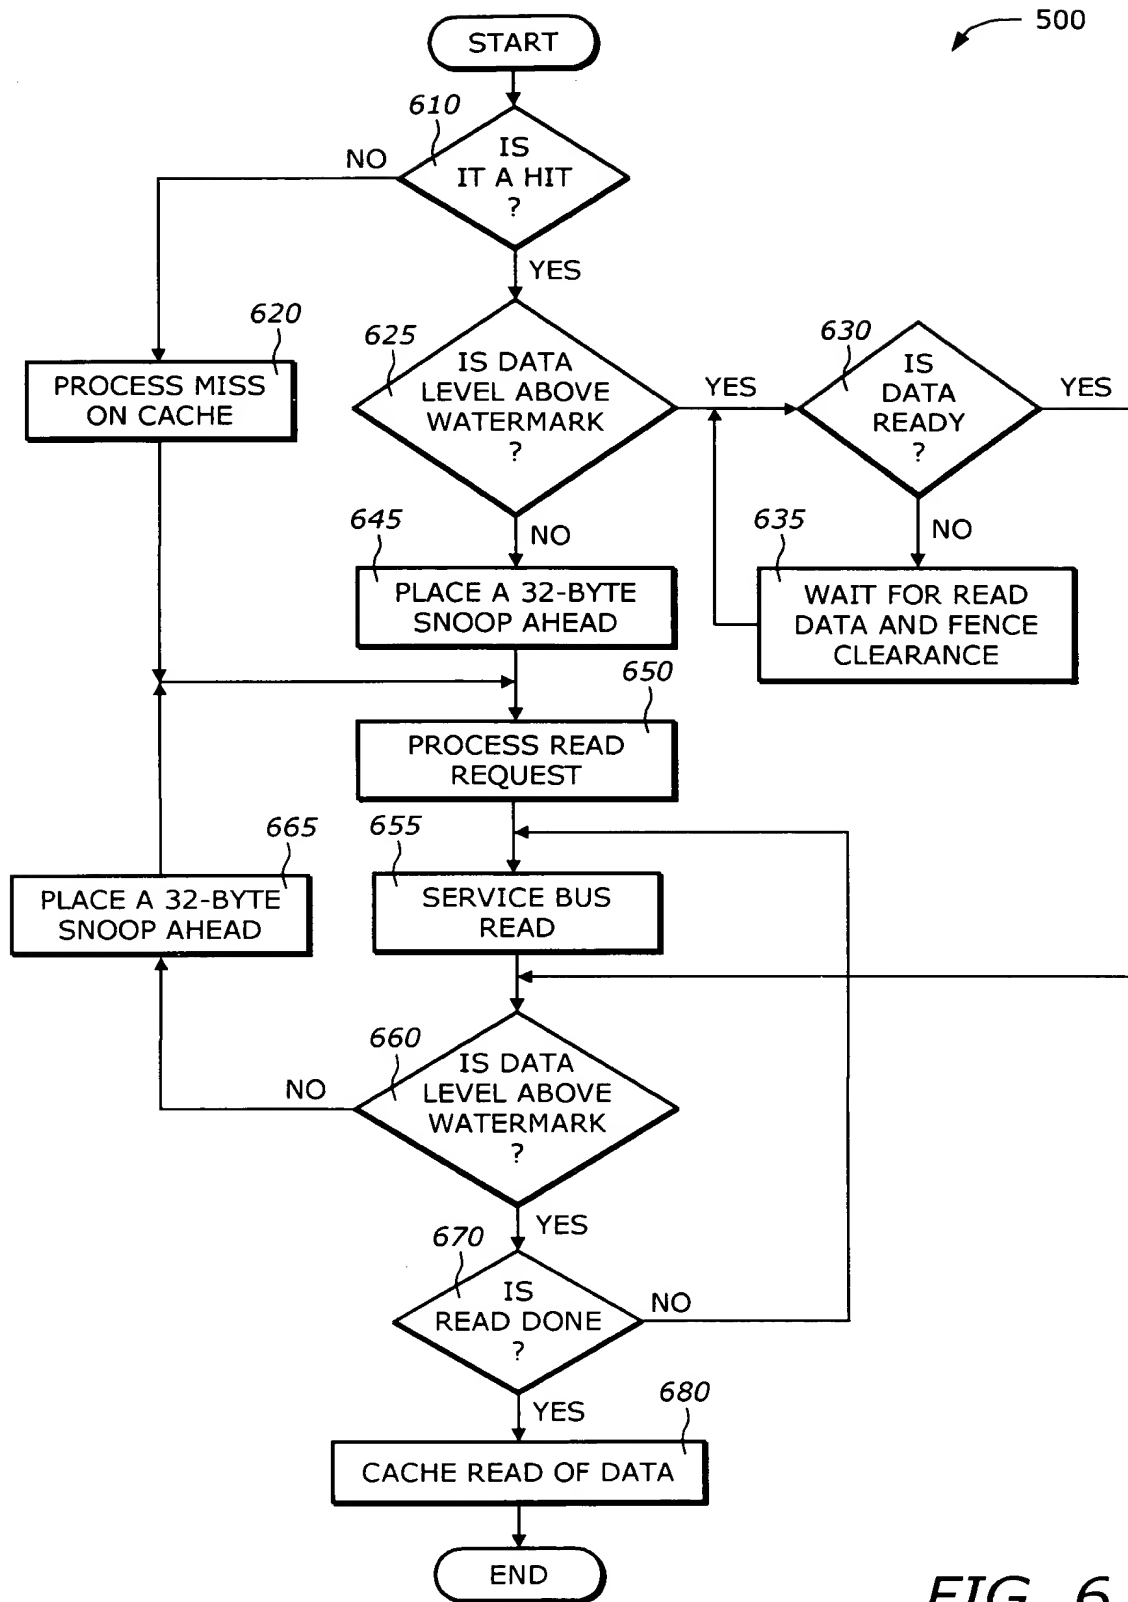 START
500
610
IS
IT A HIT
?
NO
YES
620
PROCESS MISS
ON CACHE
625
IS DATA
LEVEL ABOVE
WATERMARK
?
YES
630
IS
DATA
READY
?
YES
NO
645
PLACE A 32-BYTE
SNOOP AHEAD
NO
635
WAIT FOR READ
DATA AND FENCE
CLEARANCE
650
PROCESS READ
REQUEST
665
PLACE A 32-BYTE
SNOOP AHEAD
655
SERVICE BUS
READ
660
IS DATA
LEVEL ABOVE
WATERMARK
?
NO
YES
670
IS
READ DONE
?
NO
YES
680
CACHE READ OF DATA
END
FIG. 6